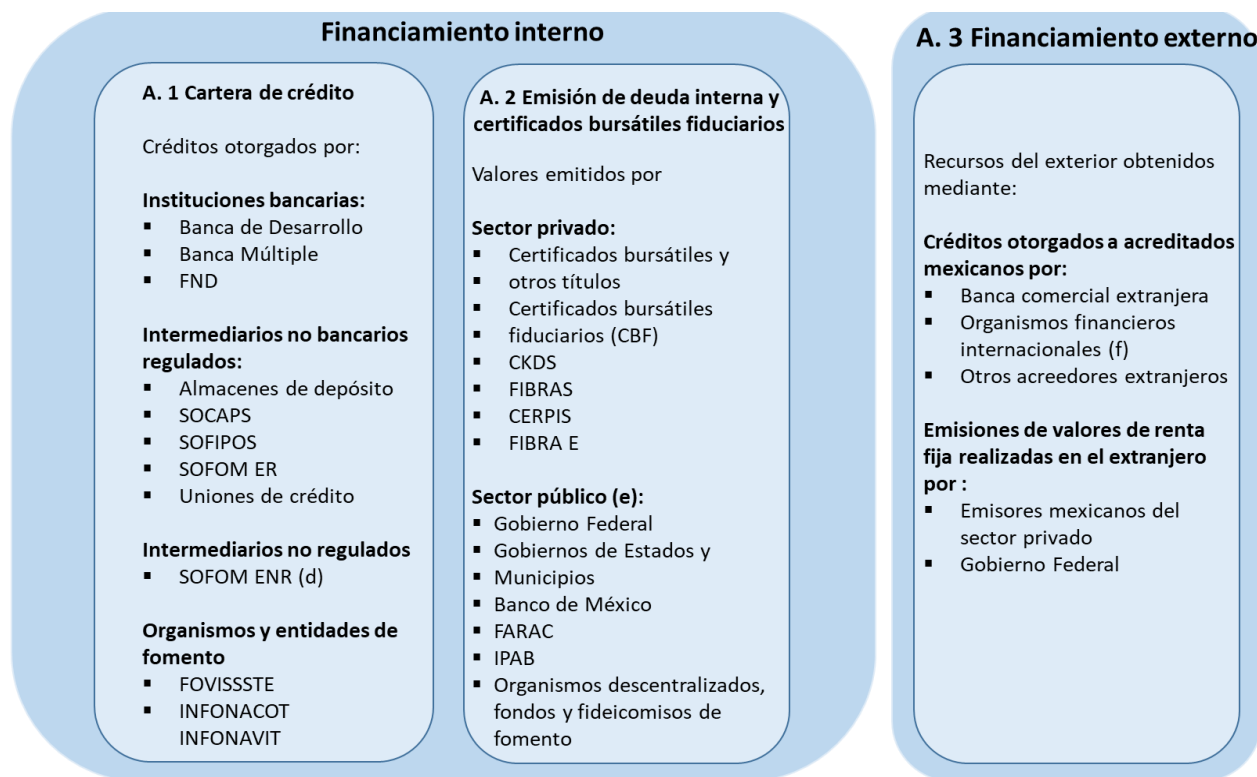 Financiamiento interno
A. 1 Cartera de crédito
Créditos otorgados por:
Instituciones bancarias:
▪ Banca de Desarrollo
▪ Banca Múltiple
▪ FND
Intermediarios no bancarios
regulados:
▪ Almacenes de depósito
▪ SOCAPS
▪ SOFIPOS
▪ SOFOM ER
▪ Uniones de crédito
Intermediarios no regulados
▪ SOFOM ENR (d)
Organismos y entidades de
fomento
▪ FOVISSSTE
▪ INFONACOT
INFONAVIT
A. 2 Emisión de deuda interna y
certificados bursátiles fiduciarios
Valores emitidos por
Sector privado:
▪ Certificados bursátiles y
▪ otros títulos
▪ Certificados bursátiles
▪ fiduciarios (CBF)
▪ CKDS
▪ FIBRAS
▪ CERPIS
▪ FIBRA E
Sector público (e):
▪ Gobierno Federal
▪ Gobiernos de Estados y
▪ Municipios
▪ Banco de México
▪ FARAC
▪ IPAB
▪ Organismos descentralizados,
fondos y fideicomisos de
fomento
A. 3 Financiamiento externo
Recursos del exterior obtenidos
mediante:
Créditos otorgados a acreditados
mexicanos por:
▪ Banca comercial extranjera
▪ Organismos financieros
internacionales (f)
▪ Otros acreedores extranjeros
Emisiones de valores de renta
fija realizadas en el extranjero
por :
▪ Emisores mexicanos del
sector privado
▪ Gobierno Federal